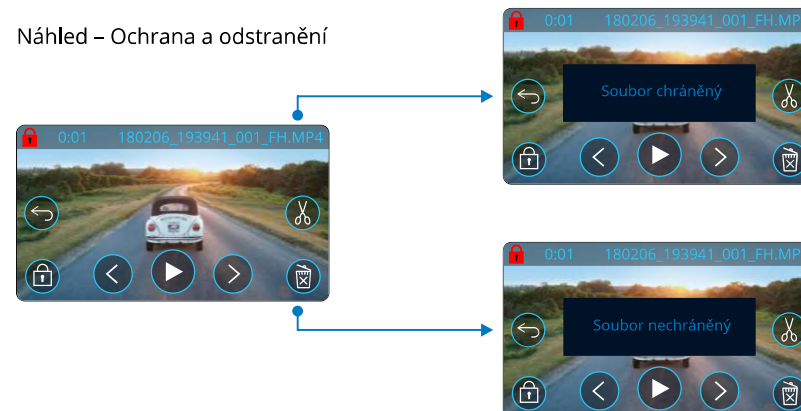 Náhled – Ochrana a odstranění
0:01 180206_193941_001_FH.MP4
0:01 180206_193941_001_FH.MP
Soubor chráněný
0:01 180206_193941_001_FH.MP
Soubor nechráněný